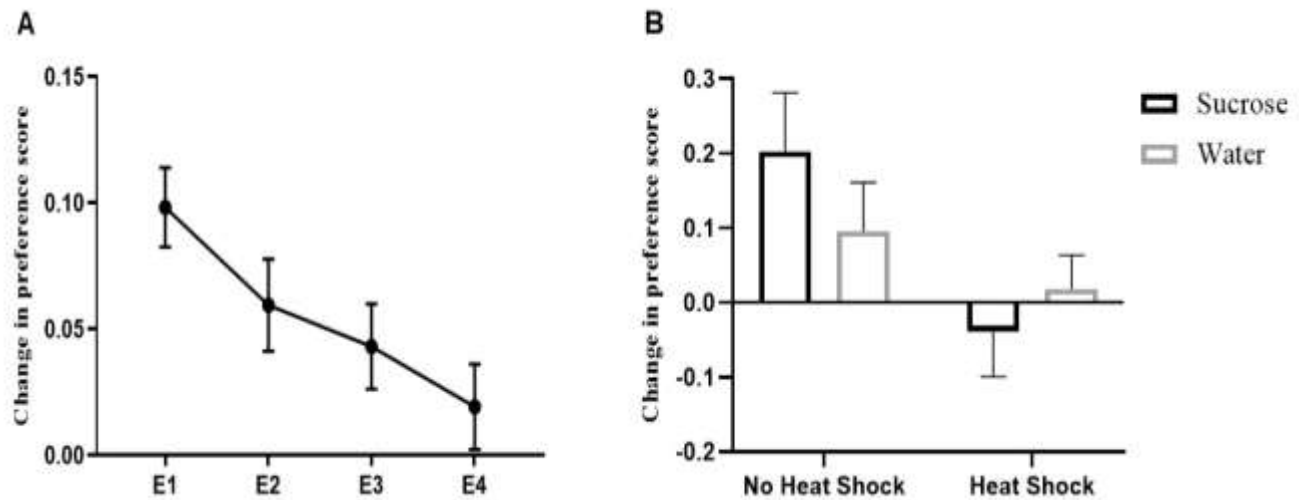 A
Change in preference score
0.15
0.10
0.05
0.00
E1 E2 E3 E4
B
Change in preference score
0.3
0.2
0.1
0.0
-0.1
-0.2
No Heat Shock Heat Shock
Sucrose
Water